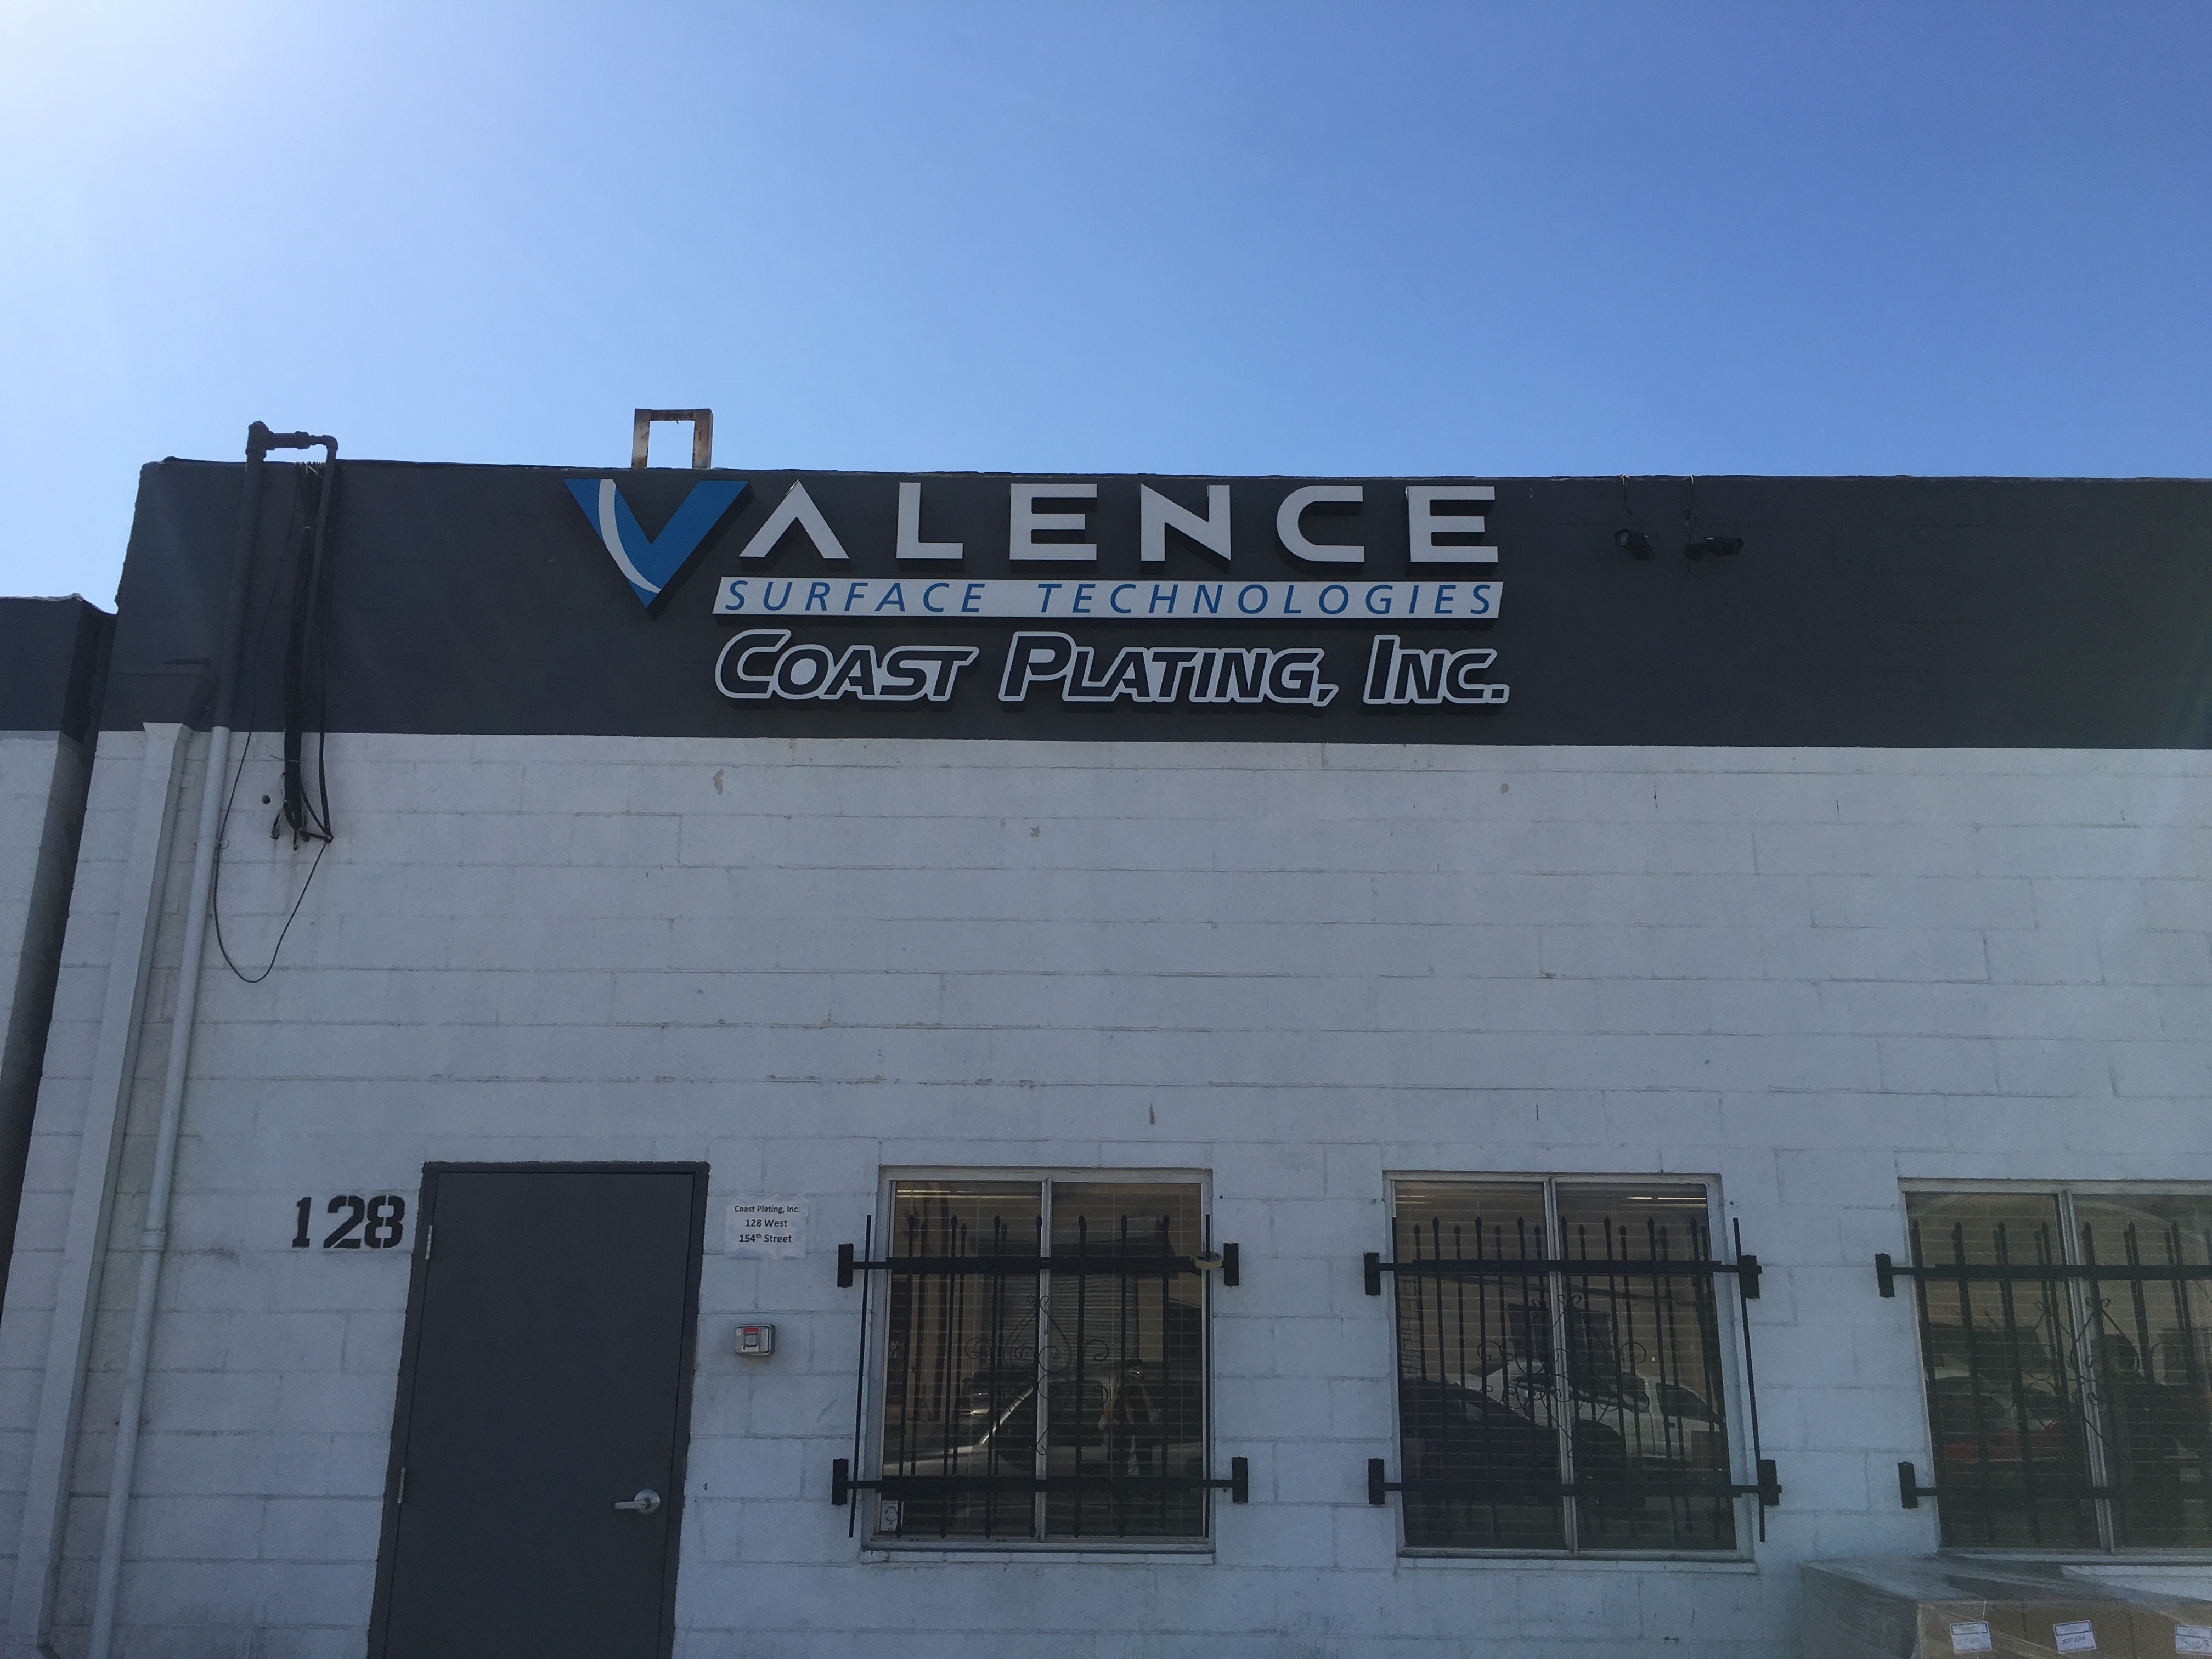 VALENCE
SURFACE TECHNOLOGIES
COAST PLATING, INC.
128
Coast Plating, Inc.
128 West
154th Street